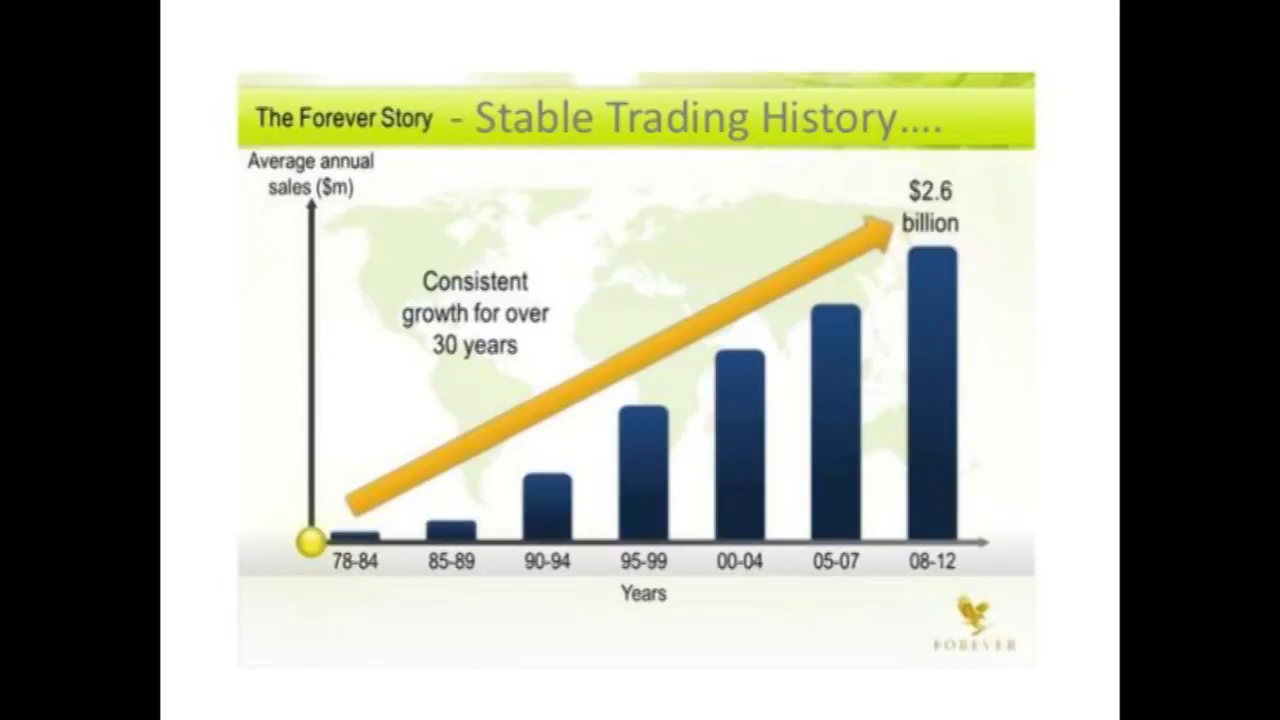 The Forever Story - Stable Trading History....
Average annual
sales ($m)
$2.6
billion
Consistent
growth for over
30 years
78-84 85-89 90-94 95-99 00-04 05-07 08-12
Years
FOREVER